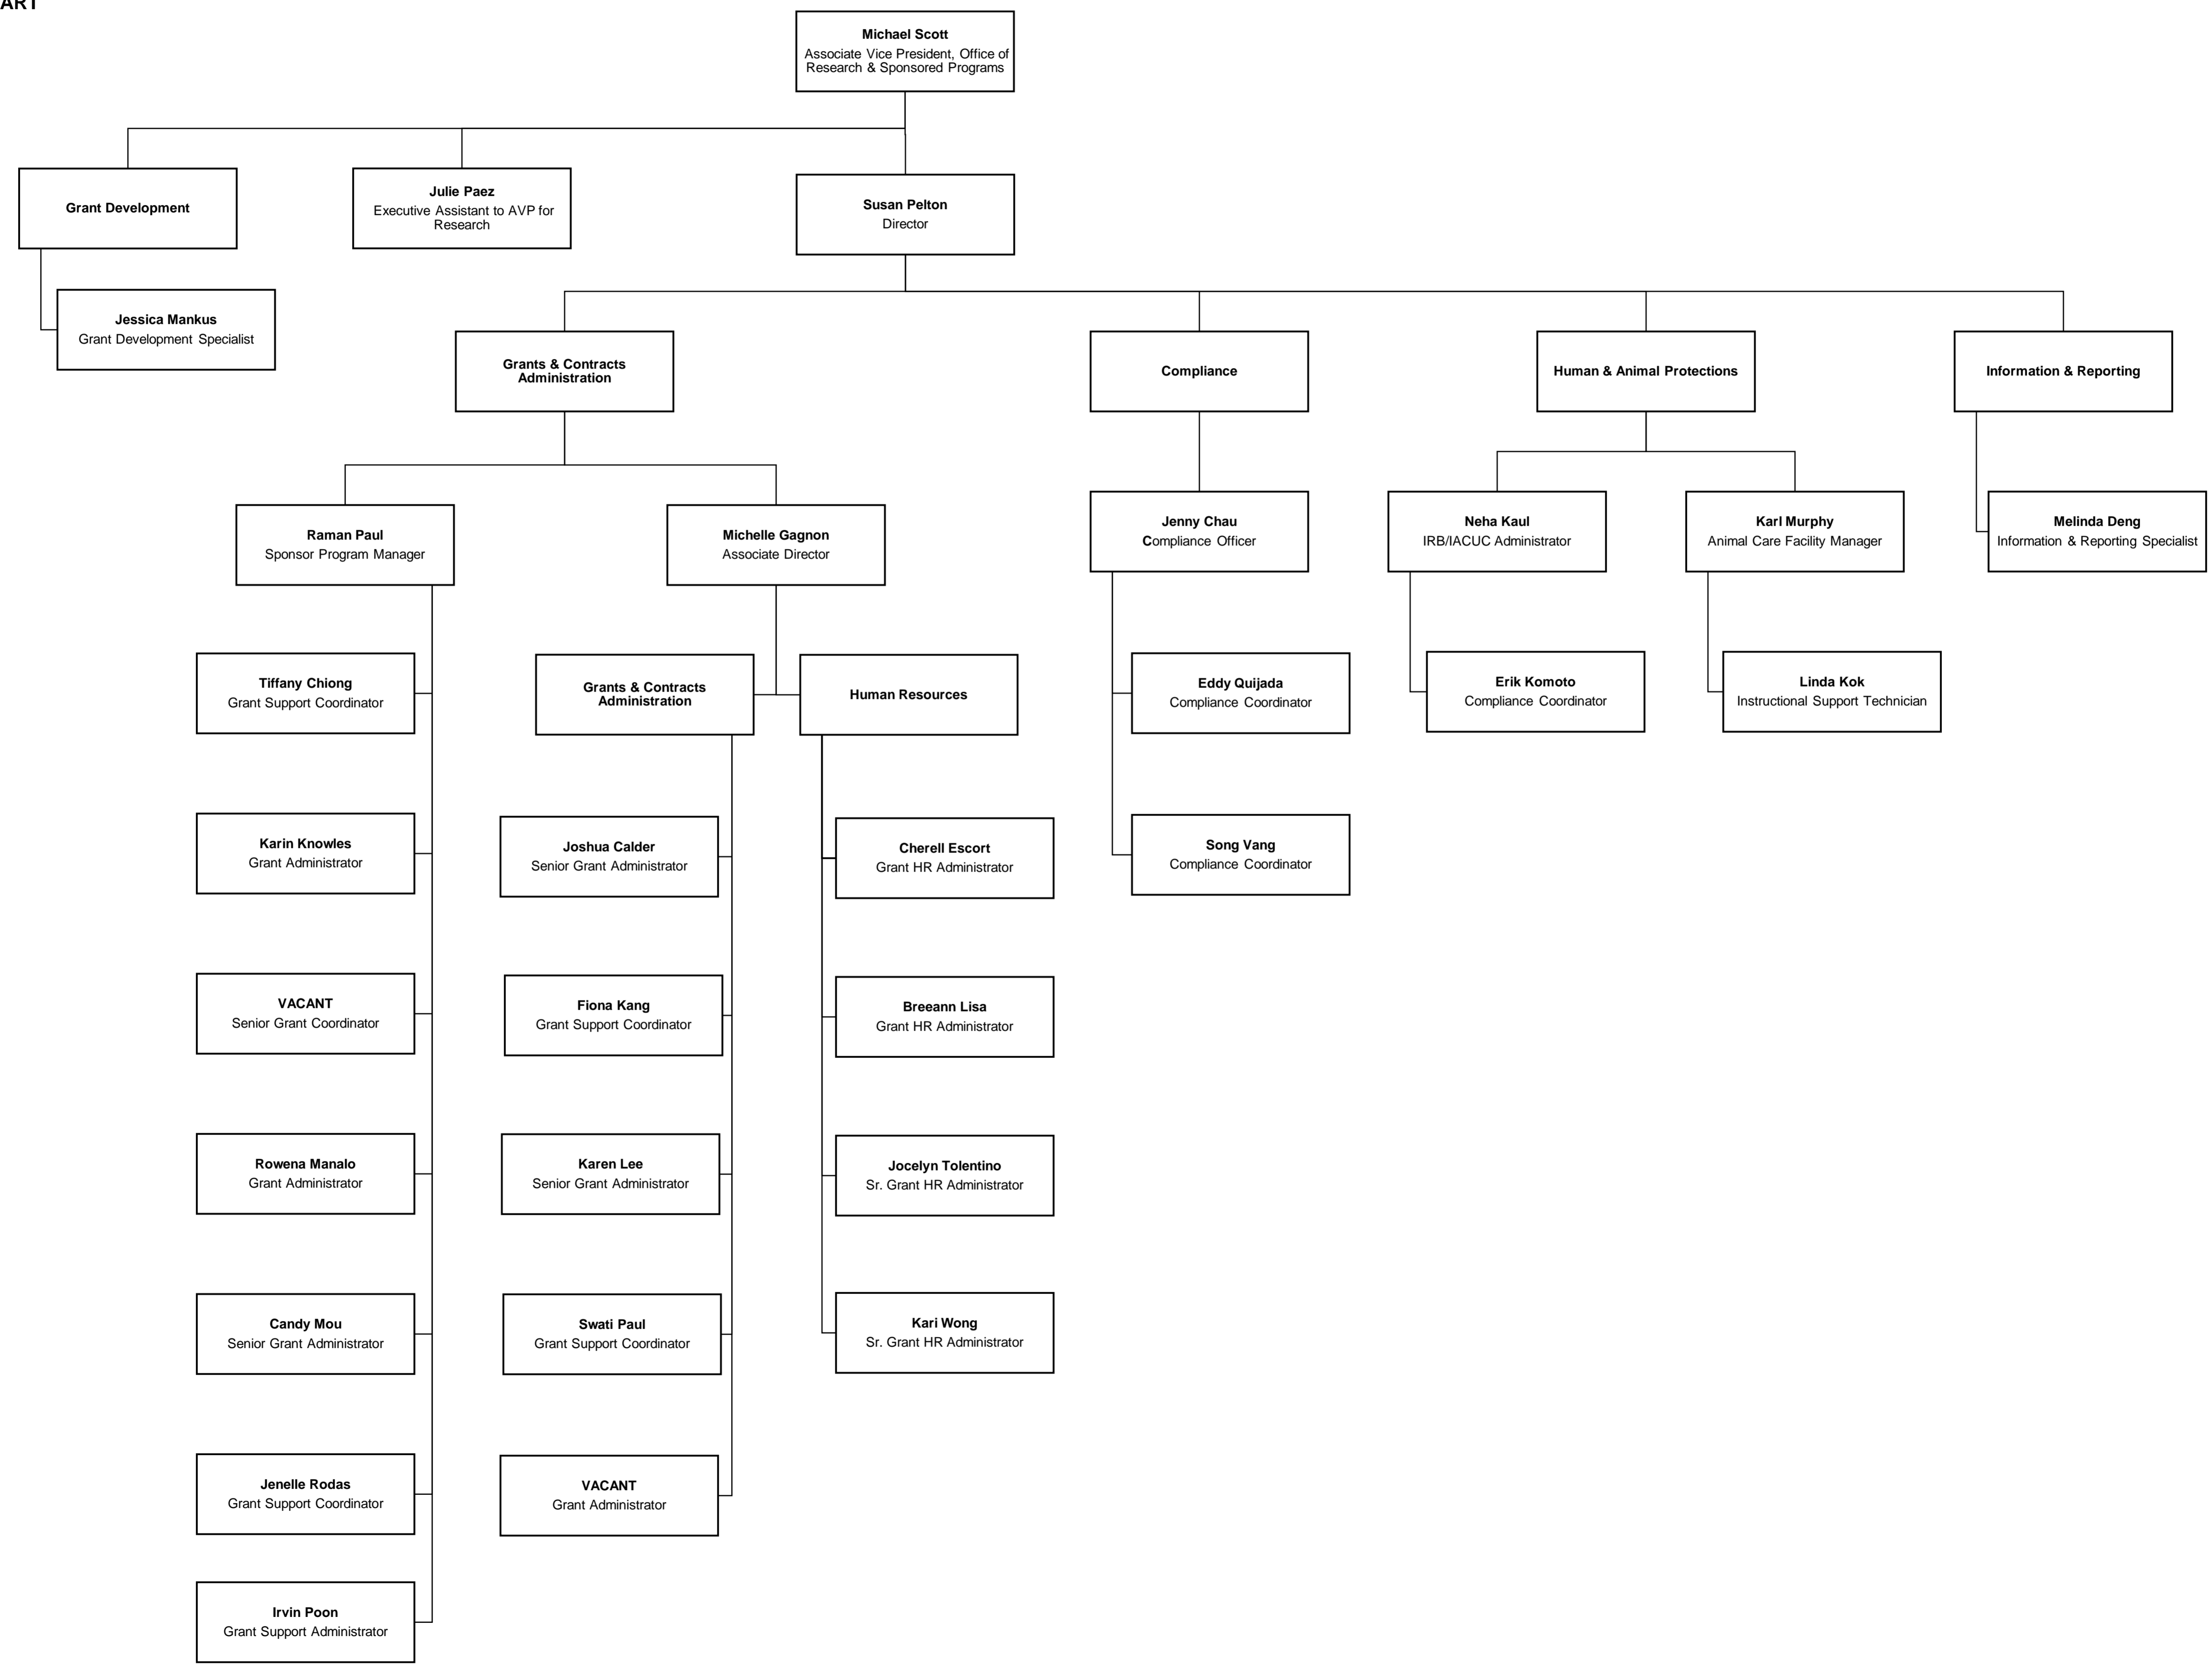 ART
Michael Scott
Associate Vice President, Office of
Research & Sponsored Programs
Grant Development
Julie Paez
Executive Assistant to AVP for
Research
Susan Pelton
Director
Jessica Mankus
Grant Development Specialist
Grants & Contracts
Administration
Compliance
Human & Animal Protections
Information & Reporting
Raman Paul
Sponsor Program Manager
Michelle Gagnon
Associate Director
Jenny Chau
Compliance Officer
Neha Kaul
IRB/IACUC Administrator
Karl Murphy
Animal Care Facility Manager
Melinda Deng
Information & Reporting Specialist
Tiffany Chiong
Grant Support Coordinator
Grants & Contracts
Administration
Human Resources
Eddy Quijada
Compliance Coordinator
Erik Komoto
Compliance Coordinator
Linda Kok
Instructional Support Technician
Karin Knowles
Grant Administrator
Joshua Calder
Senior Grant Administrator
Cherell Escort
Grant HR Administrator
Song Vang
Compliance Coordinator
VACANT
Senior Grant Coordinator
Fiona Kang
Grant Support Coordinator
Breeann Lisa
Grant HR Administrator
Rowena Manalo
Grant Administrator
Karen Lee
Senior Grant Administrator
Jocelyn Tolentino
Sr. Grant HR Administrator
Candy Mou
Senior Grant Administrator
Swati Paul
Grant Support Coordinator
Kari Wong
Sr. Grant HR Administrator
Jenelle Rodas
Grant Support Coordinator
VACANT
Grant Administrator
Irvin Poon
Grant Support Administrator